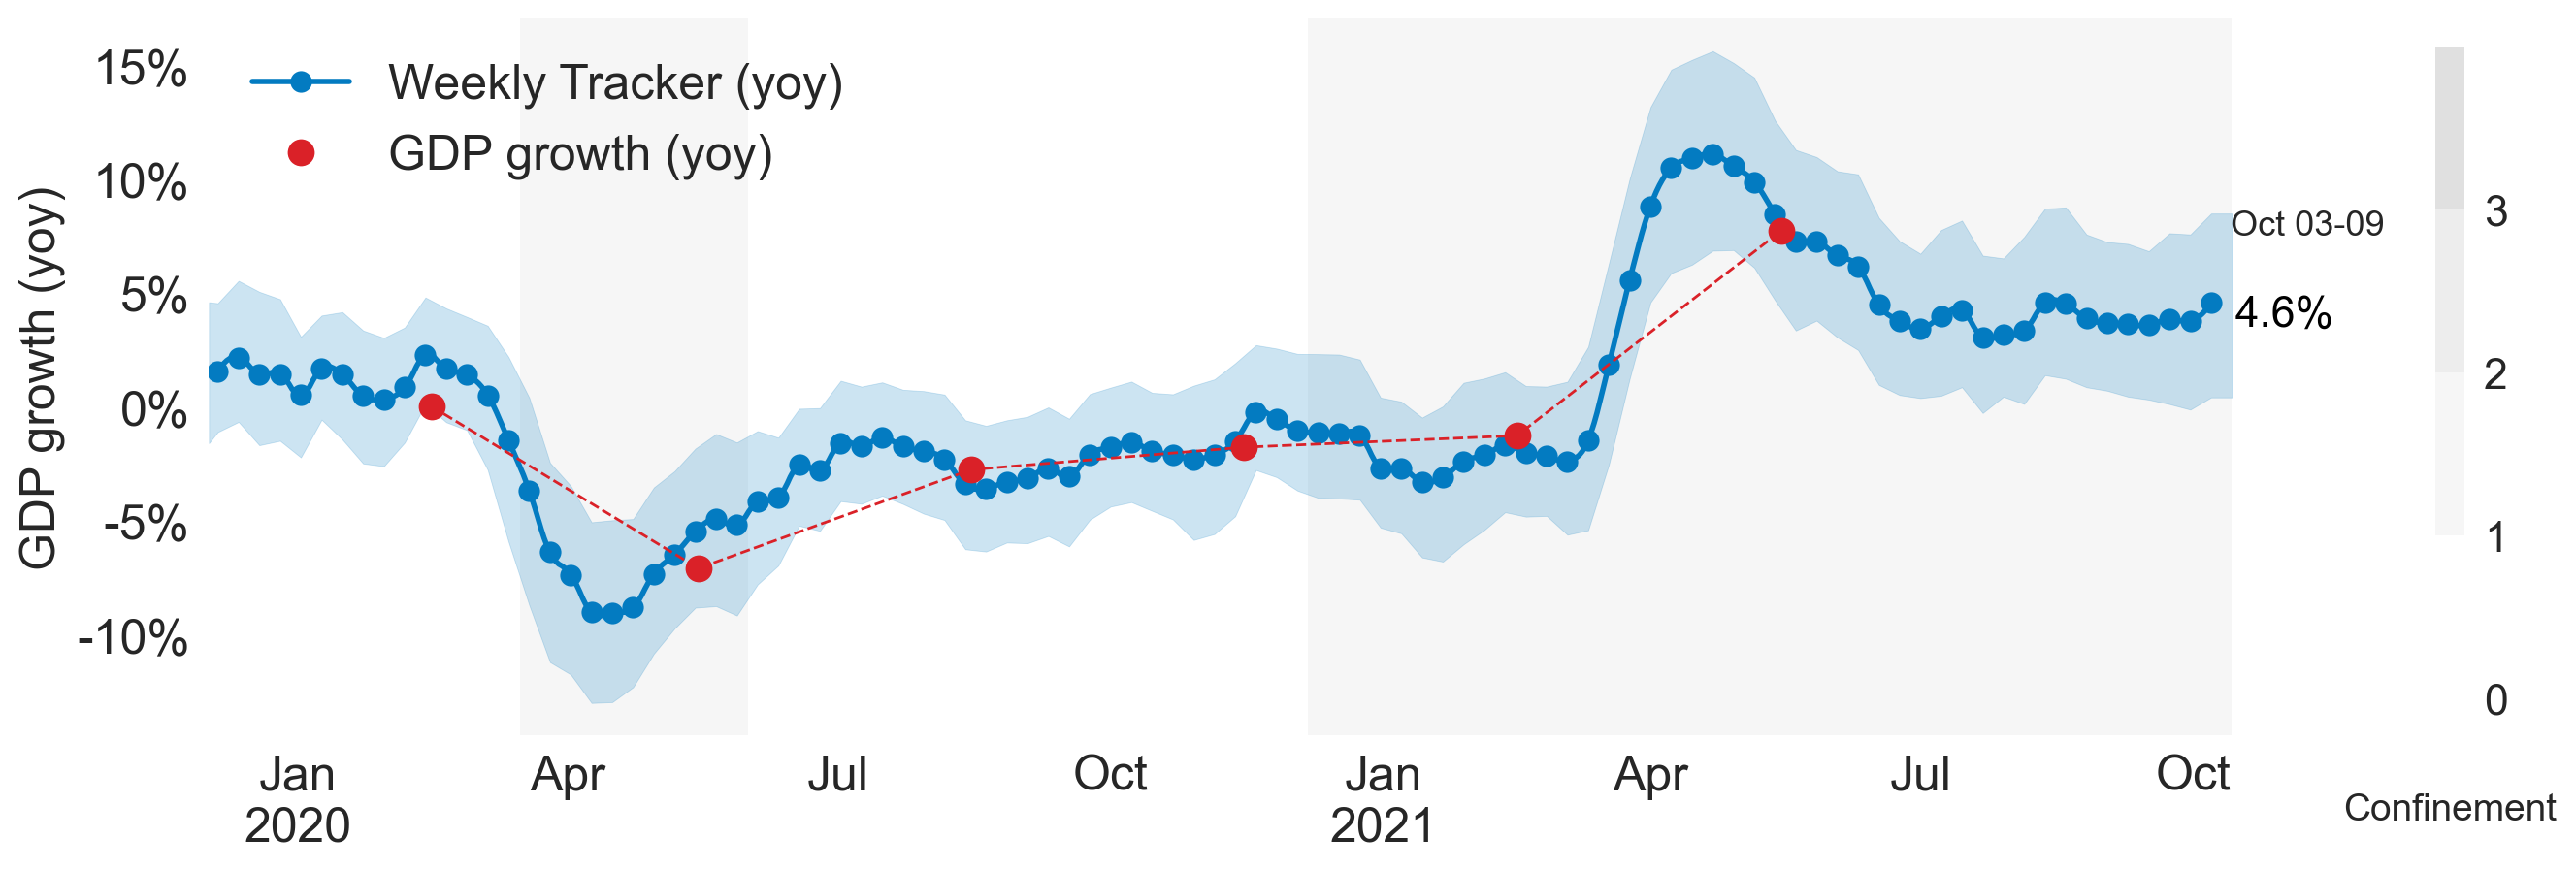 15%
10%
5%
0%
-5%
-10%
GDP growth (yoy)
Weekly Tracker (yoy)
GDP growth (yoy)
Oct 03-09
4.6%
3
2
1
0
Confinement
Jan Apr Jul Oct Jan Apr Jul Oct
2020 2021